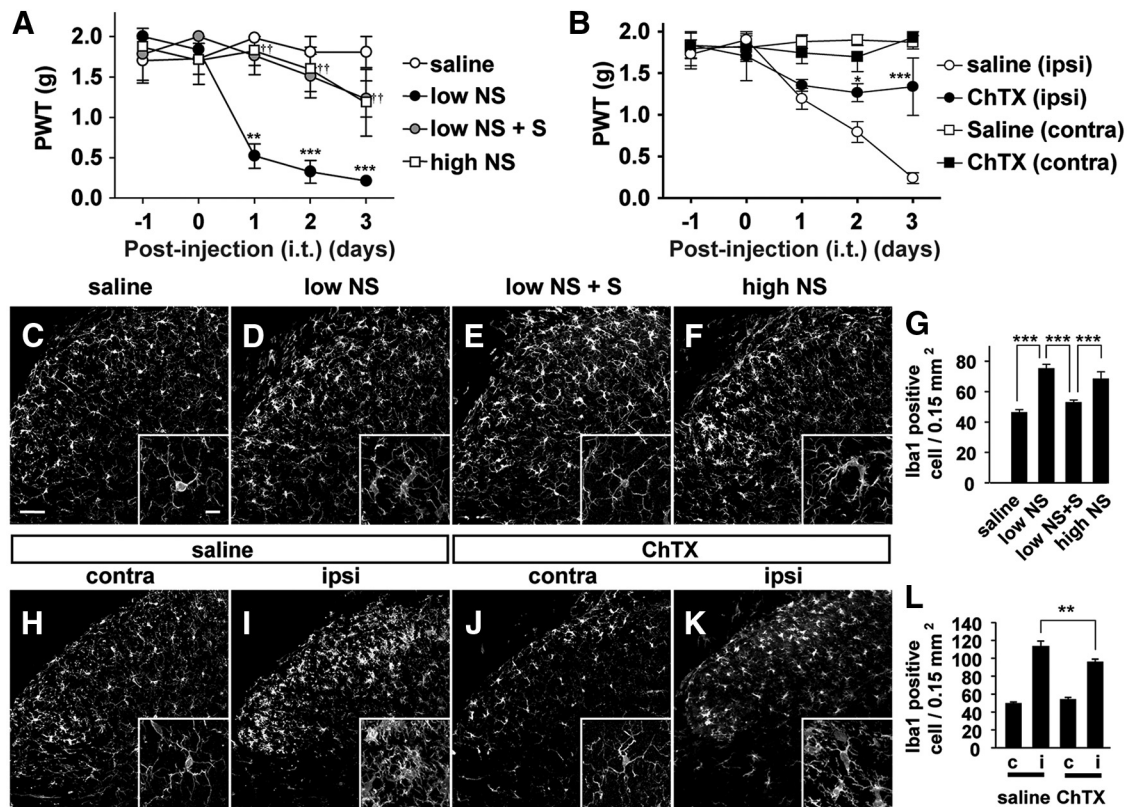 A
PWT (g)
2.0
1.5
1.0
0.5
0.0
-1 0 1 2 3
Post-injection (i.t.) (days)
** *** ***
†† †† ††
saline
low NS
low NS + S
high NS
B
PWT (g)
2.0
1.5
1.0
0.5
0.0
-1 0 1 2 3
Post-injection (i.t.) (days)
* ***
saline (ipsi)
ChTX (ipsi)
Saline (contra)
ChTX (contra)
saline low NS low NS + S high NS
C D E F
G
Iba1 positive
cell / 0.15 mm²
*** *** ***
80
60
40
20
0
saline
low NS
low NS+S
high NS
saline ChTX
contra ipsi contra ipsi
H I J K
L
Iba1 positive
cell / 0.15 mm²
**
140
120
100
80
60
40
20
0
c i c i
saline ChTX